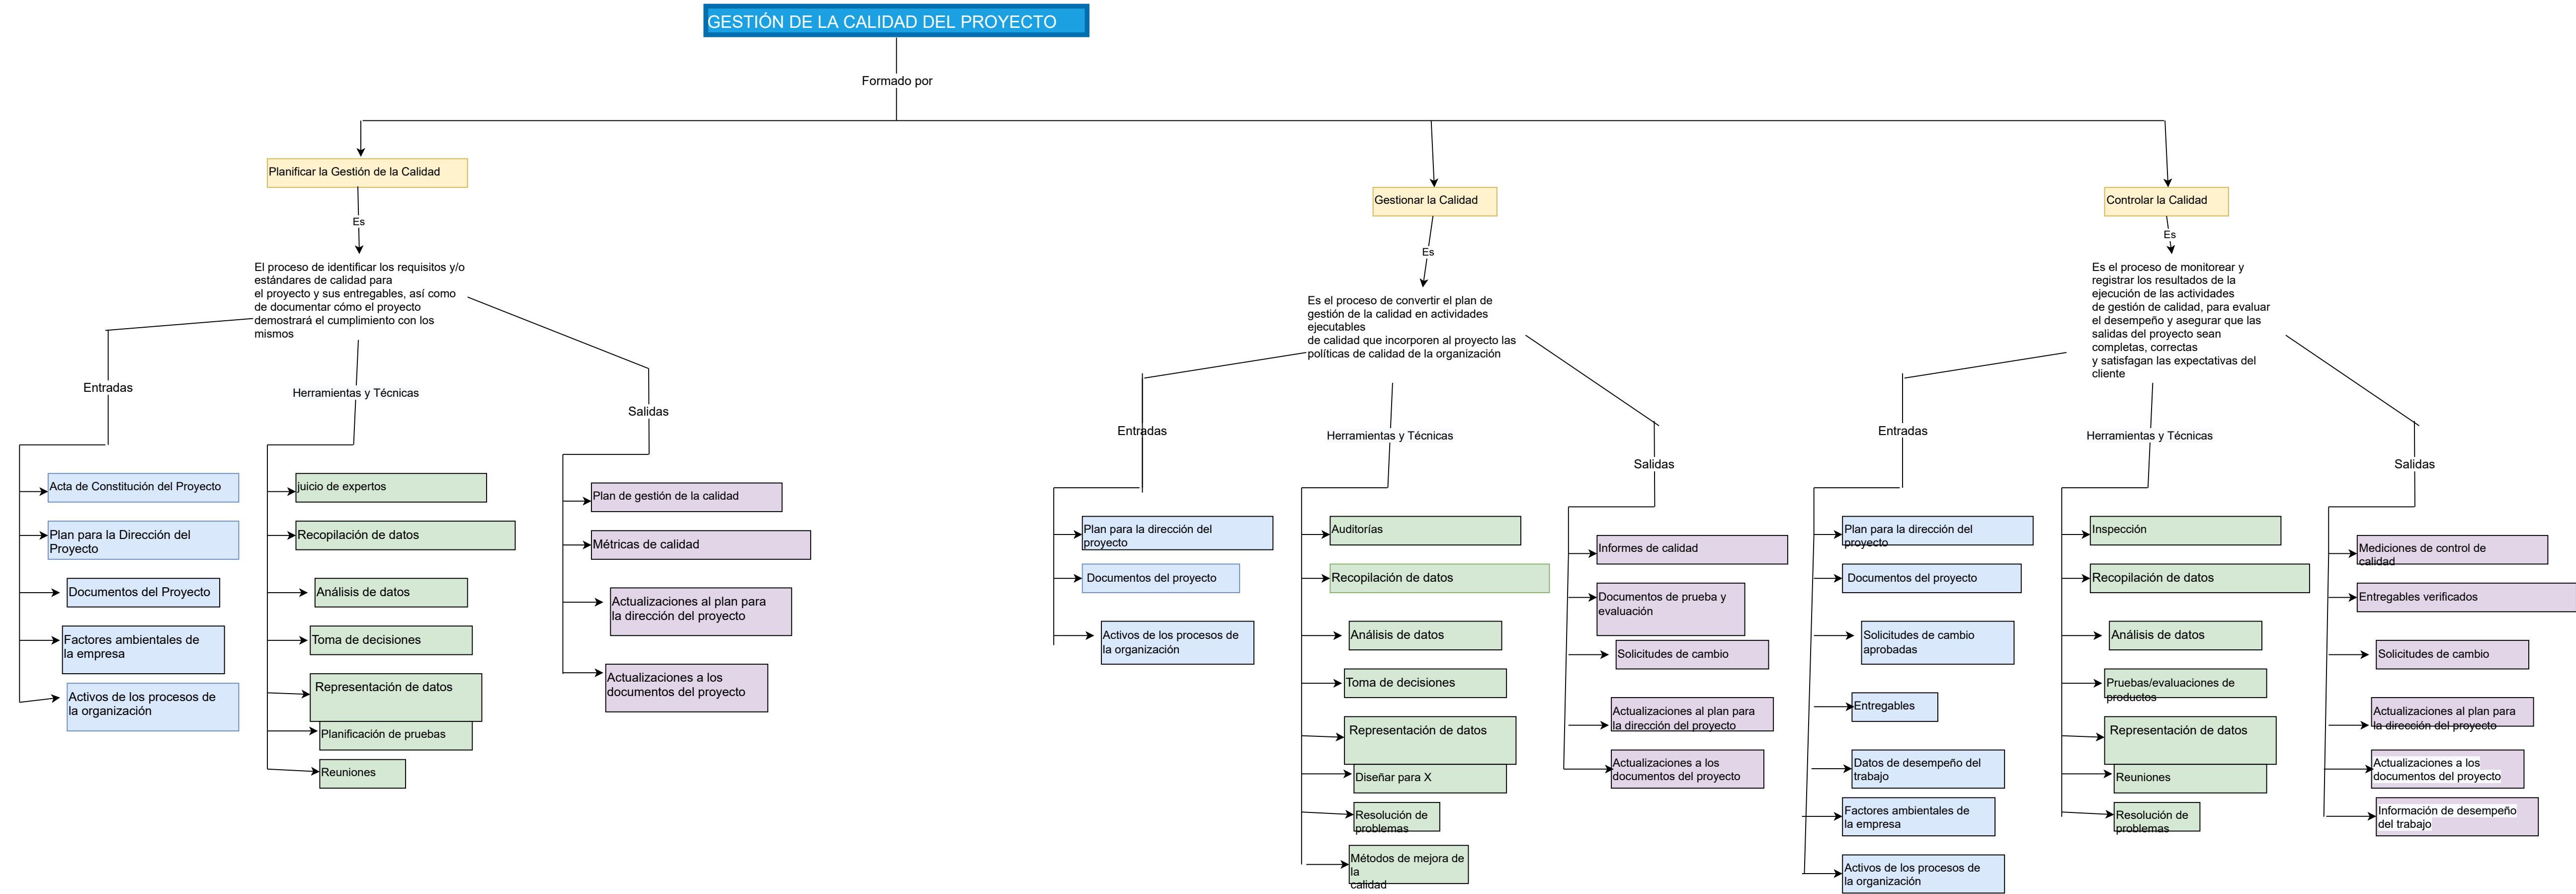 GESTIÓN DE LA CALIDAD DEL PROYECTO
Formado por
Planificar la Gestión de la Calidad
Es
El proceso de identificar los requisitos y/o
estándares de calidad para
el proyecto y sus entregables, así como
de documentar cómo el proyecto
demostrará el cumplimiento con los
mismos
Entradas
Acta de Constitución del Proyecto
Plan para la Dirección del
Proyecto
Documentos del Proyecto
Factores ambientales de
la empresa
Activos de los procesos de
la organización
Herramientas y Técnicas
juicio de expertos
Recopilación de datos
Análisis de datos
Toma de decisiones
Representación de datos
Planificación de pruebas
Reuniones
Salidas
Plan de gestión de la calidad
Métricas de calidad
Actualizaciones al plan para
la dirección del proyecto
Actualizaciones a los
documentos del proyecto
Gestionar la Calidad
Es
Es el proceso de convertir el plan de
gestión de la calidad en actividades
ejecutables
de calidad que incorporen al proyecto las
políticas de calidad de la organización
Entradas
Plan para la dirección del
proyecto
Documentos del proyecto
Activos de los procesos de
la organización
Herramientas y Técnicas
Auditorías
Recopilación de datos
Análisis de datos
Toma de decisiones
Representación de datos
Diseñar para X
Resolución de
problemas
Métodos de mejora de
la
calidad
Salidas
Informes de calidad
Documentos de prueba y
evaluación
Solicitudes de cambio
Actualizaciones al plan para
la dirección del proyecto
Actualizaciones a los
documentos del proyecto
Controlar la Calidad
Es
Es el proceso de monitorear y
registrar los resultados de la
ejecución de las actividades
de gestión de calidad, para evaluar
el desempeño y asegurar que las
salidas del proyecto sean
completas, correctas
y satisfagan las expectativas del
cliente
Entradas
Plan para la dirección del
proyecto
Documentos del proyecto
Solicitudes de cambio
aprobadas
Entregables
Datos de desempeño del
trabajo
Factores ambientales de
la empresa
Activos de los procesos de
la organización
Herramientas y Técnicas
Inspección
Recopilación de datos
Análisis de datos
Pruebas/evaluaciones de
productos
Representación de datos
Reuniones
Resolución de
problemas
Salidas
Mediciones de control de
calidad
Entregables verificados
Solicitudes de cambio
Actualizaciones al plan para
la dirección del proyecto
Actualizaciones a los
documentos del proyecto
Información de desempeño
del trabajo